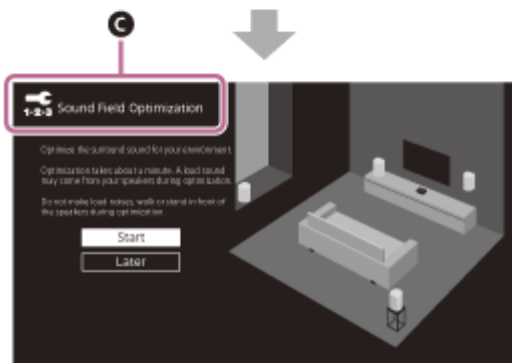 C
1-2-3 Sound Field Optimization
Optimize the surround sound for your environment.
Optimization takes about a minute. A loud sound
may come from your speakers during optimization.
Do not make loud noises, walk or stand in front of
the speakers during optimization.
Start
Later